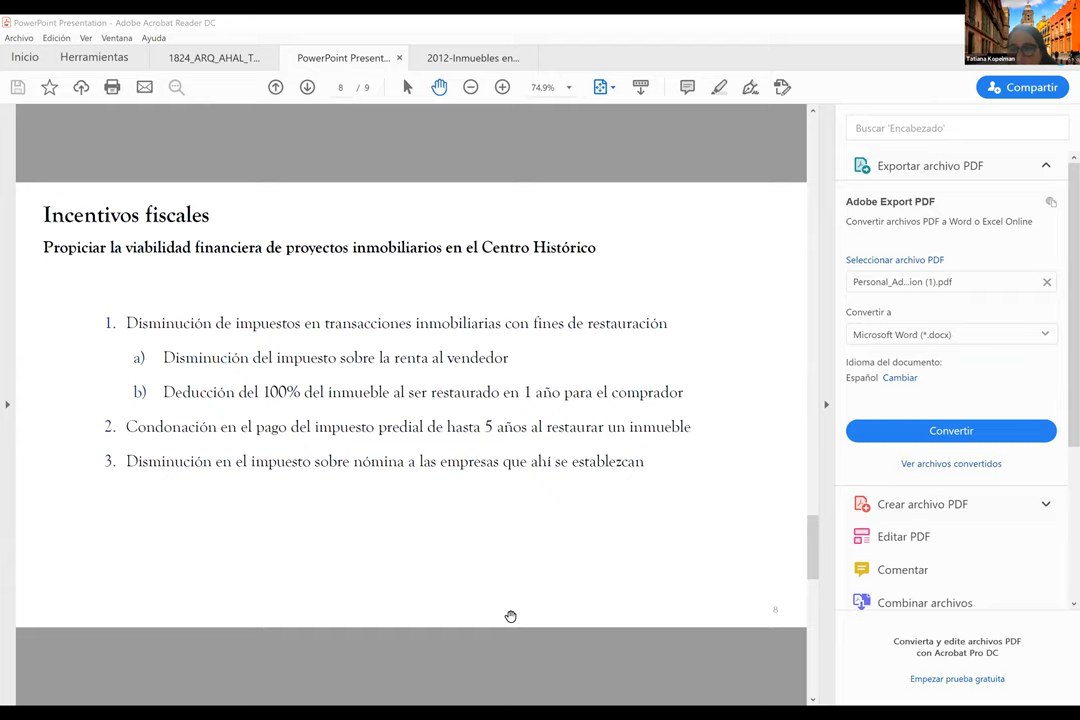 PowerPoint Presentation - Adobe Acrobat Reader DC
Archivo Edición Ver Ventana Ayuda
Inicio Herramientas 1824_ARQ_AHAL_T... PowerPoint Present... × 2012-Inmuebles en...
8 / 9 74.9% Compartir
Tatiana Kopelman
Incentivos fiscales
Propiciar la viabilidad financiera de proyectos inmobiliarios en el Centro Histórico
1. Disminución de impuestos en transacciones inmobiliarias con fines de restauración
a) Disminución del impuesto sobre la renta al vendedor
b) Deducción del 100% del inmueble al ser restaurado en 1 año para el comprador
2. Condonación en el pago del impuesto predial de hasta 5 años al restaurar un inmueble
3. Disminución en el impuesto sobre nómina a las empresas que ahí se establezcan
8
Buscar 'Encabezado'
Exportar archivo PDF
Adobe Export PDF
Convertir archivos PDF a Word o Excel Online
Seleccionar archivo PDF
Personal_Ad...ion (1).pdf
Convertir a
Microsoft Word (*.docx)
Idioma del documento:
Español Cambiar
Convertir
Ver archivos convertidos
Crear archivo PDF
Editar PDF
Comentar
Combinar archivos
Convierta y edite archivos PDF
con Acrobat Pro DC
Empezar prueba gratuita